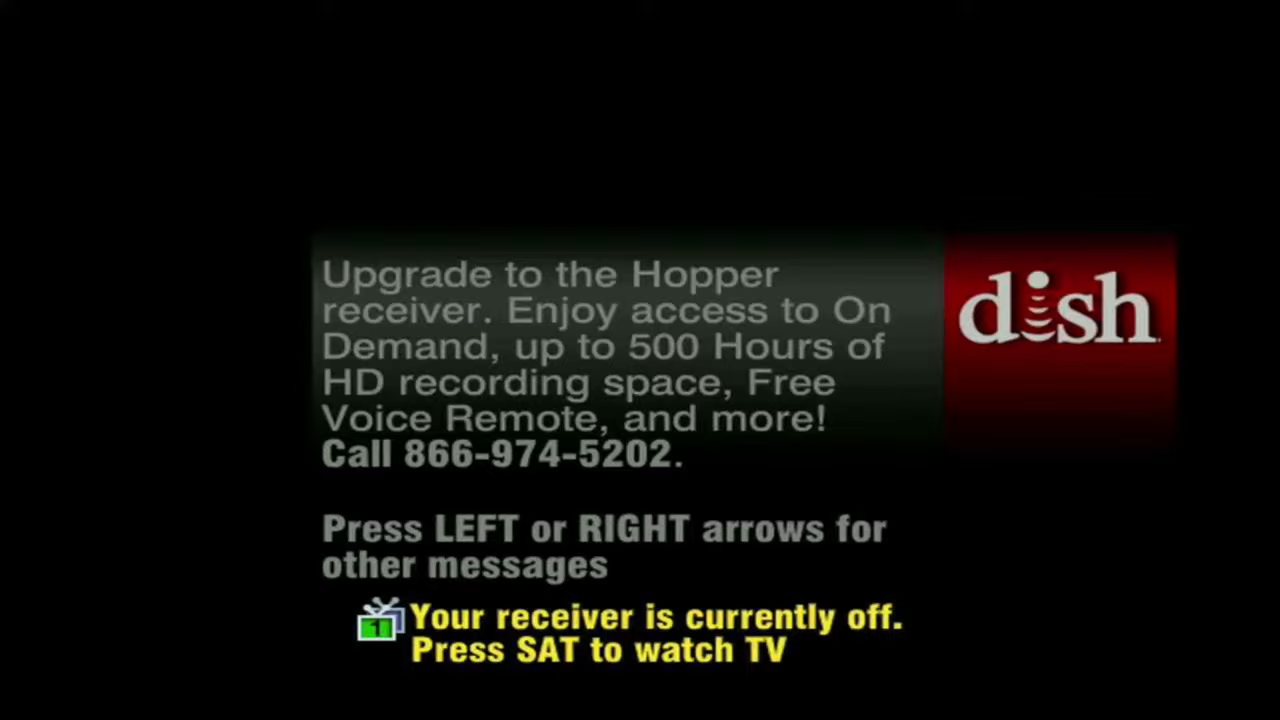 Upgrade to the Hopper
receiver. Enjoy access to On
Demand, up to 500 Hours of
HD recording space, Free
Voice Remote, and more!
Call 866-974-5202.
dish
Press LEFT or RIGHT arrows for
other messages
1
Your receiver is currently off.
Press SAT to watch TV